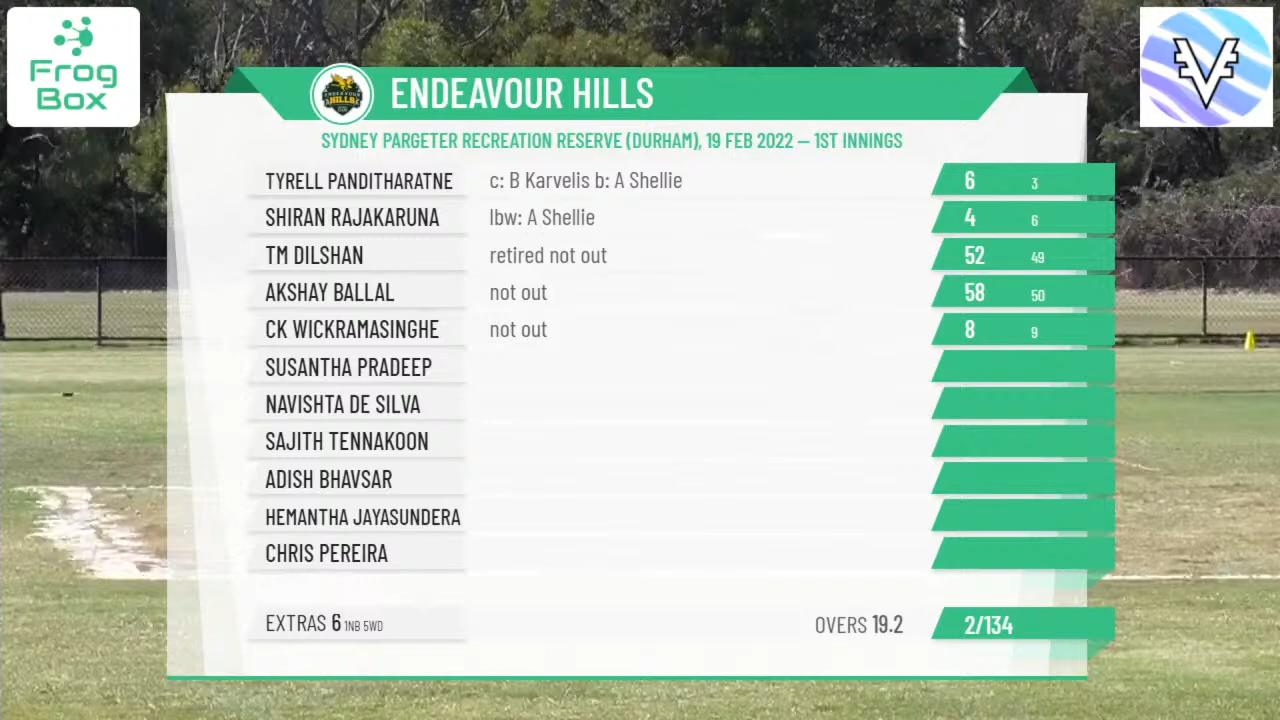 Frog
Box
ENDEAVOUR HILLS
SYDNEY PARGETER RECREATION RESERVE (DURHAM), 19 FEB 2022 – 1ST INNINGS
TYRELL PANDITHARATNE c: B Karvelis b: A Shellie 6 3
SHIRAN RAJAKARUNA lbw: A Shellie 4 6
TM DILSHAN retired not out 52 49
AKSHAY BALLAL not out 58 50
CK WICKRAMASINGHE not out 8 9
SUSANTHA PRADEEP
NAVISHTA DE SILVA
SAJITH TENNAKOON
ADISH BHAVSAR
HEMANTHA JAYASUNDERA
CHRIS PEREIRA
EXTRAS 6 1NB 5WD OVERS 19.2 2/134